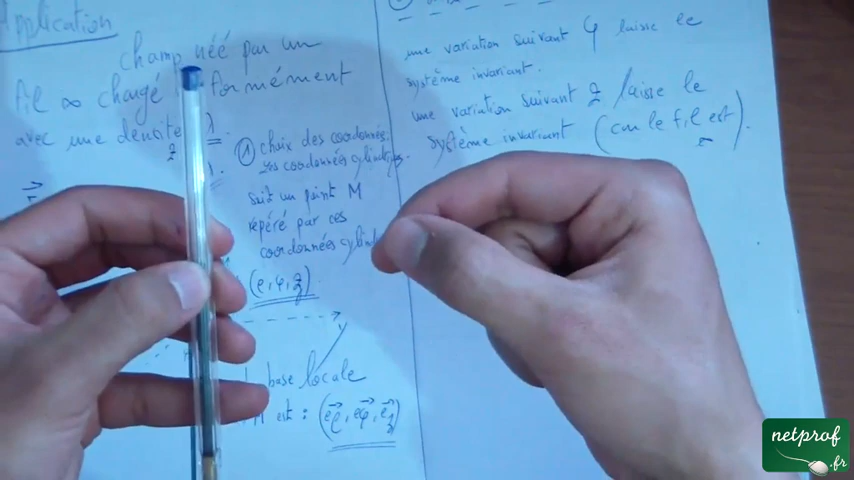 Application
champ née par un
fil ∞ chargé formément
avec une densité λ.
z
① choix des coordonnées
les coordonnées cylindriques.
soit un point M
repéré par ces
coordonnées cylind
(ρ, φ, z)
y
base locale
M est : (e⃗ρ, e⃗φ, e⃗z)
une variation suivant φ laisse le
système invariant.
une variation suivant z laisse le
système invariant (car le fil est
∞).
netprof
.fr